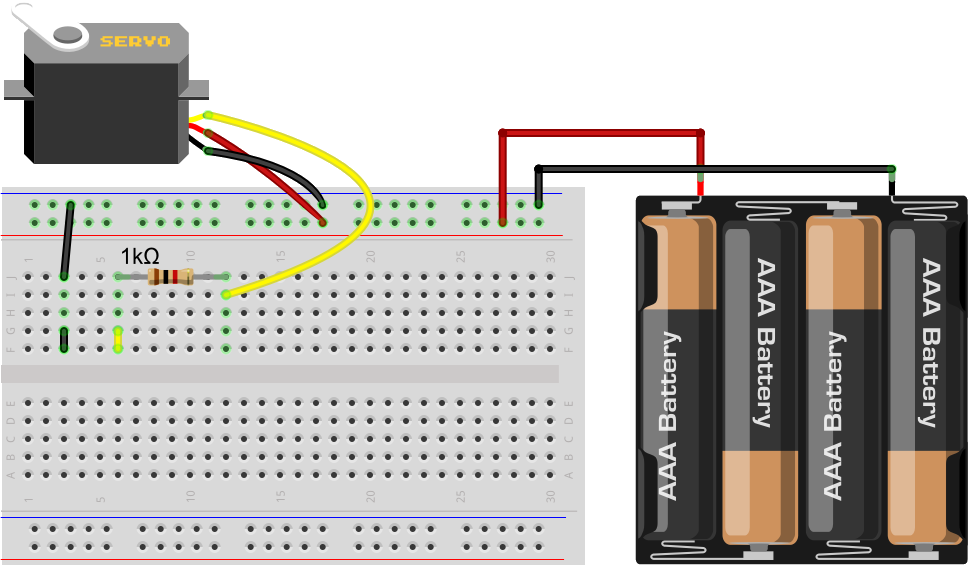 SERVO
1kΩ
1 5 10 15 20 25 30
J J
I I
H H
G G
F F
E E
D D
C C
B B
A A
1 5 10 15 20 25 30
AAA Battery
AAA Battery
AAA Battery
AAA Battery